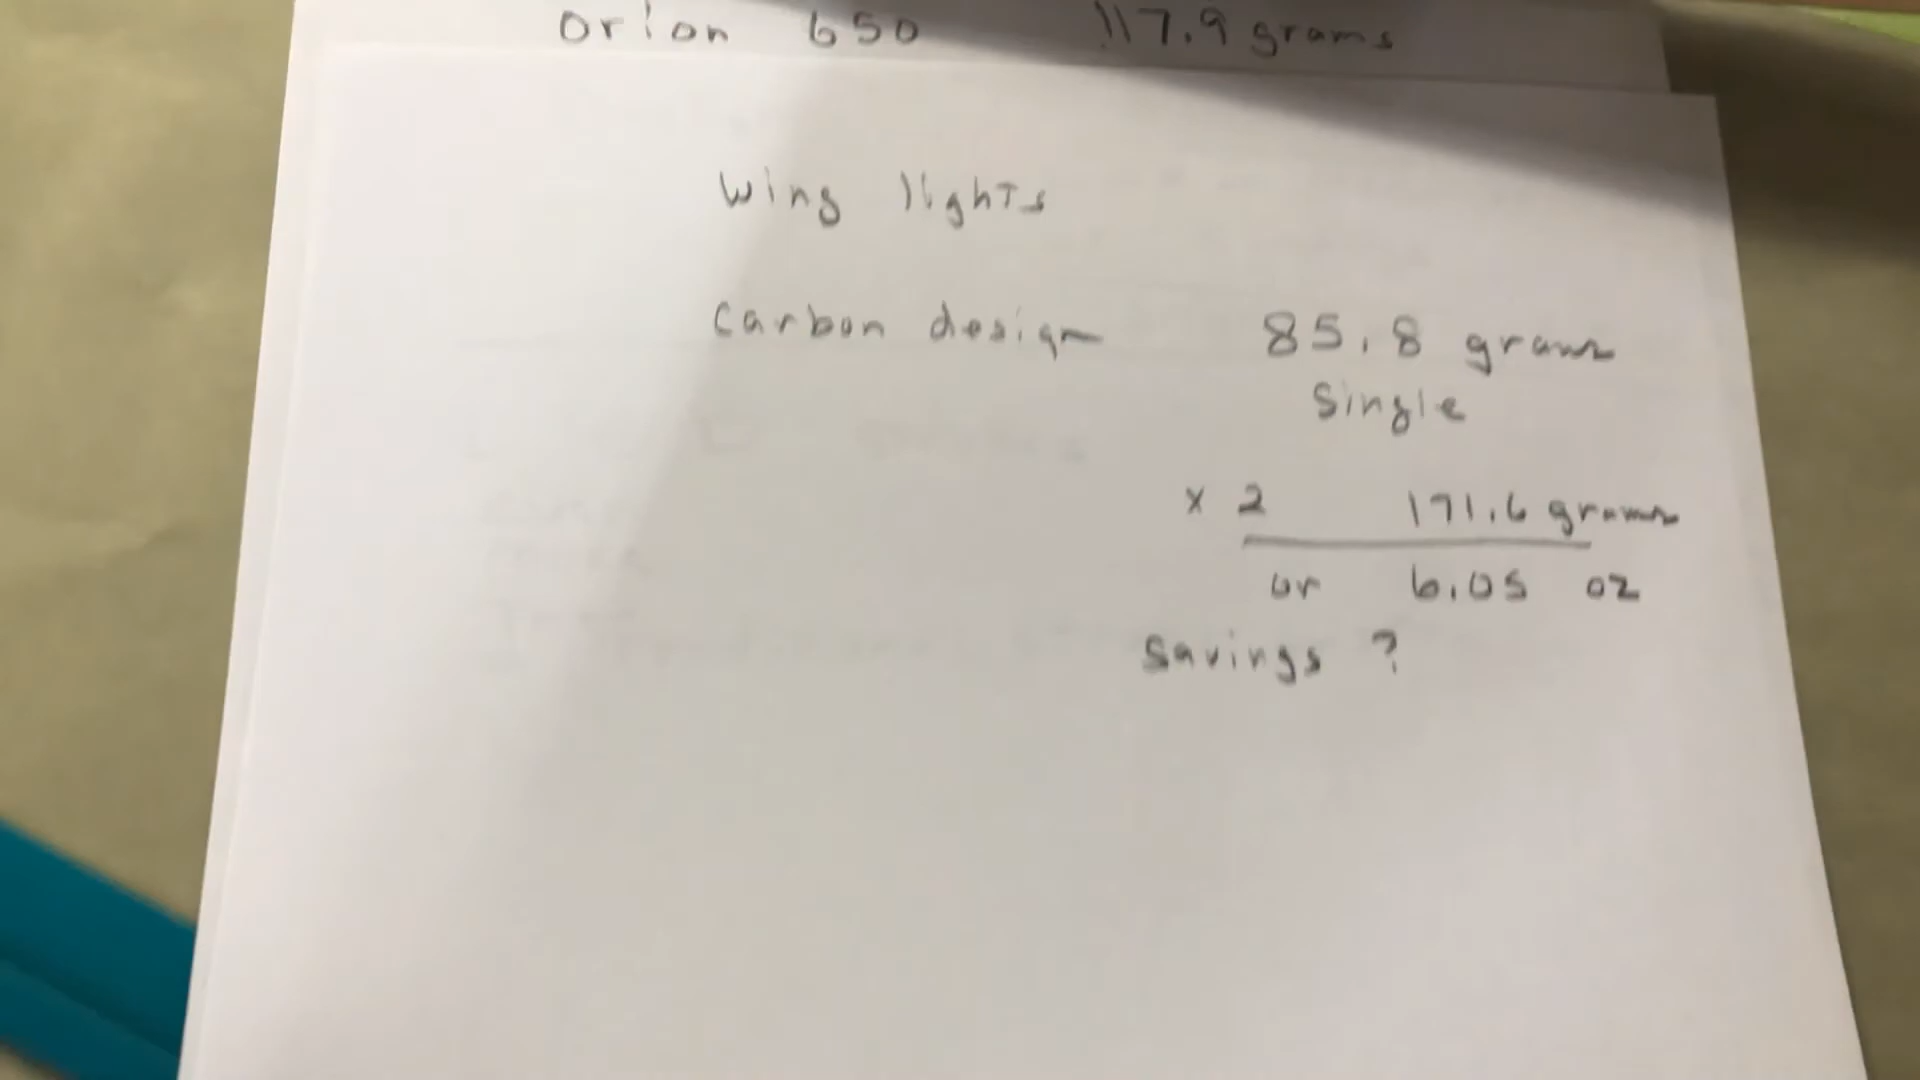 Orion 650 117.9 grams
Wing lights
Carbon design 85.8 grams
Single
x 2 171.6 grams
or 6.05 oz
Savings ?